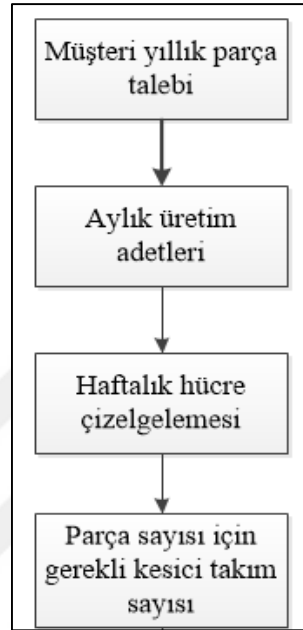 Müşteri yıllık parça
talebi
Aylık üretim
adetleri
Haftalık hücre
çizelgelemesi
Parça sayısı için
gerekli kesici takım
sayısı